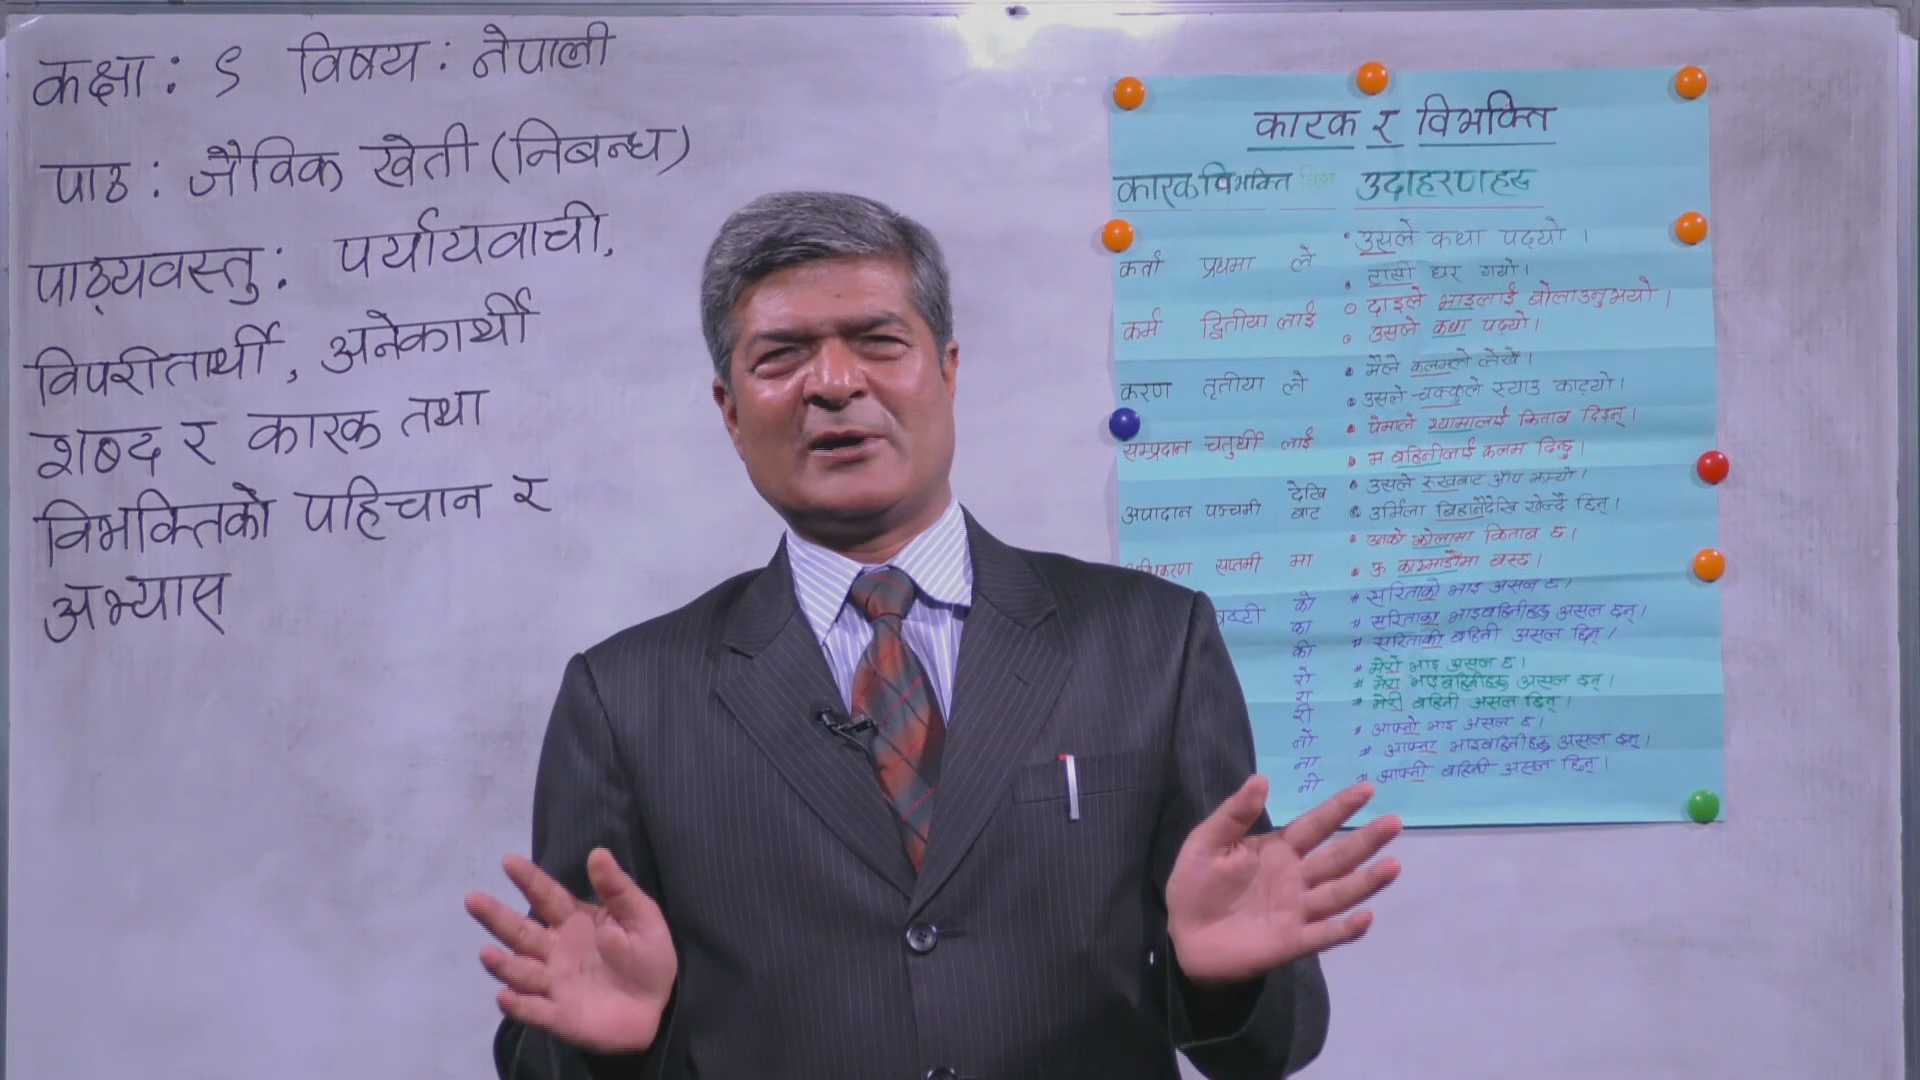 कक्षा: ९ विषय: नेपाली
पाठ: जैविक खेती (निबन्ध)
पाठ्यवस्तु: पर्यायवाची,
विपरीतार्थी, अनेकार्थी
शब्द र कारक तथा
विभक्तिको पहिचान र
अभ्यास
कारक र विभक्ति
कारक विभक्ति उदाहरणहरू
• उसले कथा पढ्यो ।
कर्ता प्रथमा ले
• घर गयो ।
० दाइले भाइलाई बोलाउनुभयो ।
कर्म द्वितीया लाई
० उसले कथा पढ्यो ।
• मैले कलमले लेखेँ ।
करण तृतीया ले
• उसले चक्कुले स्याउ काट्यो ।
• पेमाले श्यामालाई किताब दिइन् ।
सम्प्रदान चतुर्थी लाई
• म बहिनीलाई कलम दिन्छु ।
• उसले रुखबाट आँप झार्‍यो ।
अपादान पञ्चमी देखि बाट
• उर्मिला बिहानैदेखि खेल्दै छिन् ।
• उनको झोलामा किताब छ ।
सप्तमी मा
• ऊ काठमाडौँमा बस्छ ।
को * सरिताको भाइ असल छ ।
का * सरिताका भाइबहिनीहरू असल छन् ।
की * सरिताकी बहिनी असल छिन् ।
रो * मेरो भाइ असल छ ।
रा * मेरा भाइबहिनीहरू असल छन् ।
री * मेरी बहिनी असल छिन् ।
नो * आफ्नो भाइ असल छ ।
ना * आफ्ना भाइबहिनीहरू असल छन् ।
नी * आफ्नी बहिनी असल छिन् ।